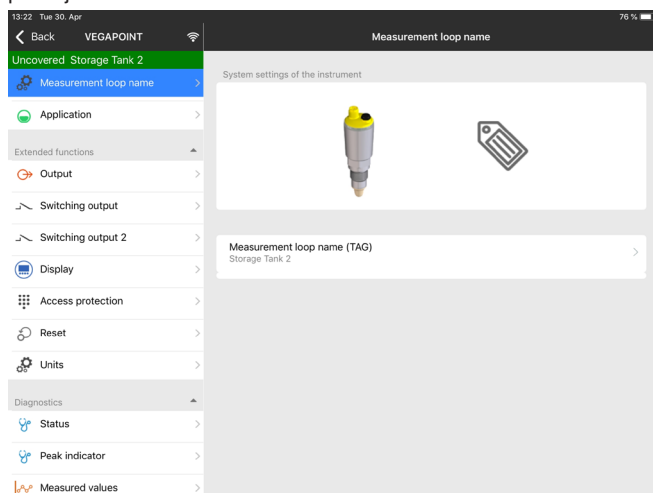 13:22 Tue 30. Apr
76 %
Back
VEGAPOINT
Measurement loop name
Uncovered Storage Tank 2
Measurement loop name
System settings of the instrument
Application
Extended functions
Output
Switching output
Switching output 2
Measurement loop name (TAG)
Storage Tank 2
Display
Access protection
Reset
Units
Diagnostics
Status
Peak indicator
Measured values